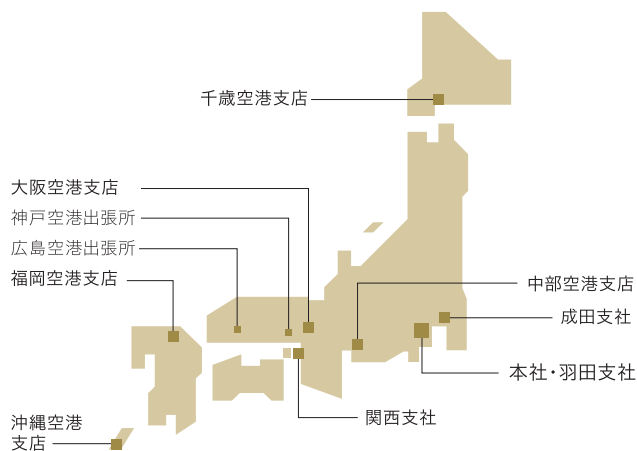 千歳空港支店
大阪空港支店
神戸空港出張所
広島空港出張所
福岡空港支店
中部空港支店
成田支社
本社・羽田支社
関西支社
沖縄空港
支店